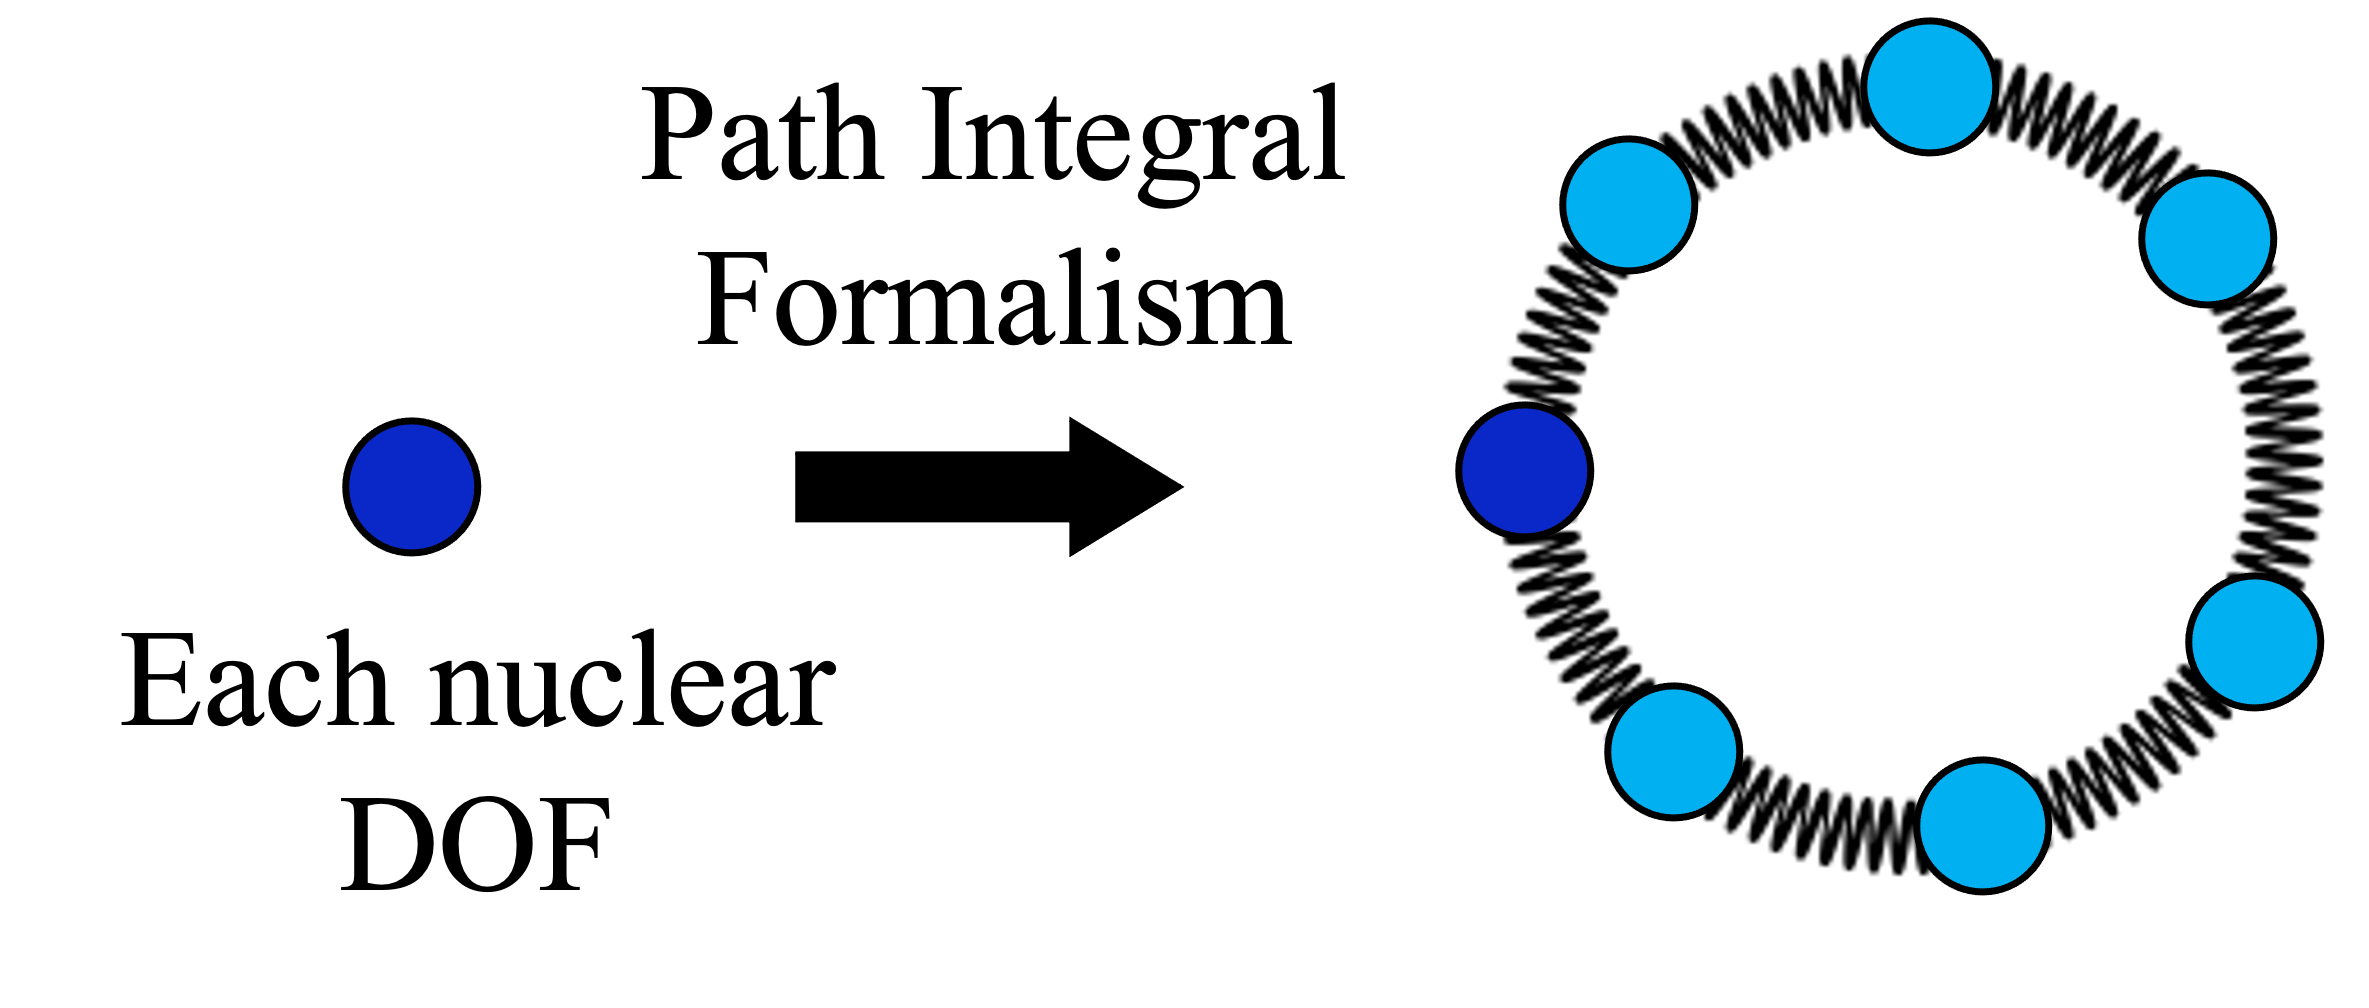 Path Integral
Formalism
Each nuclear
DOF